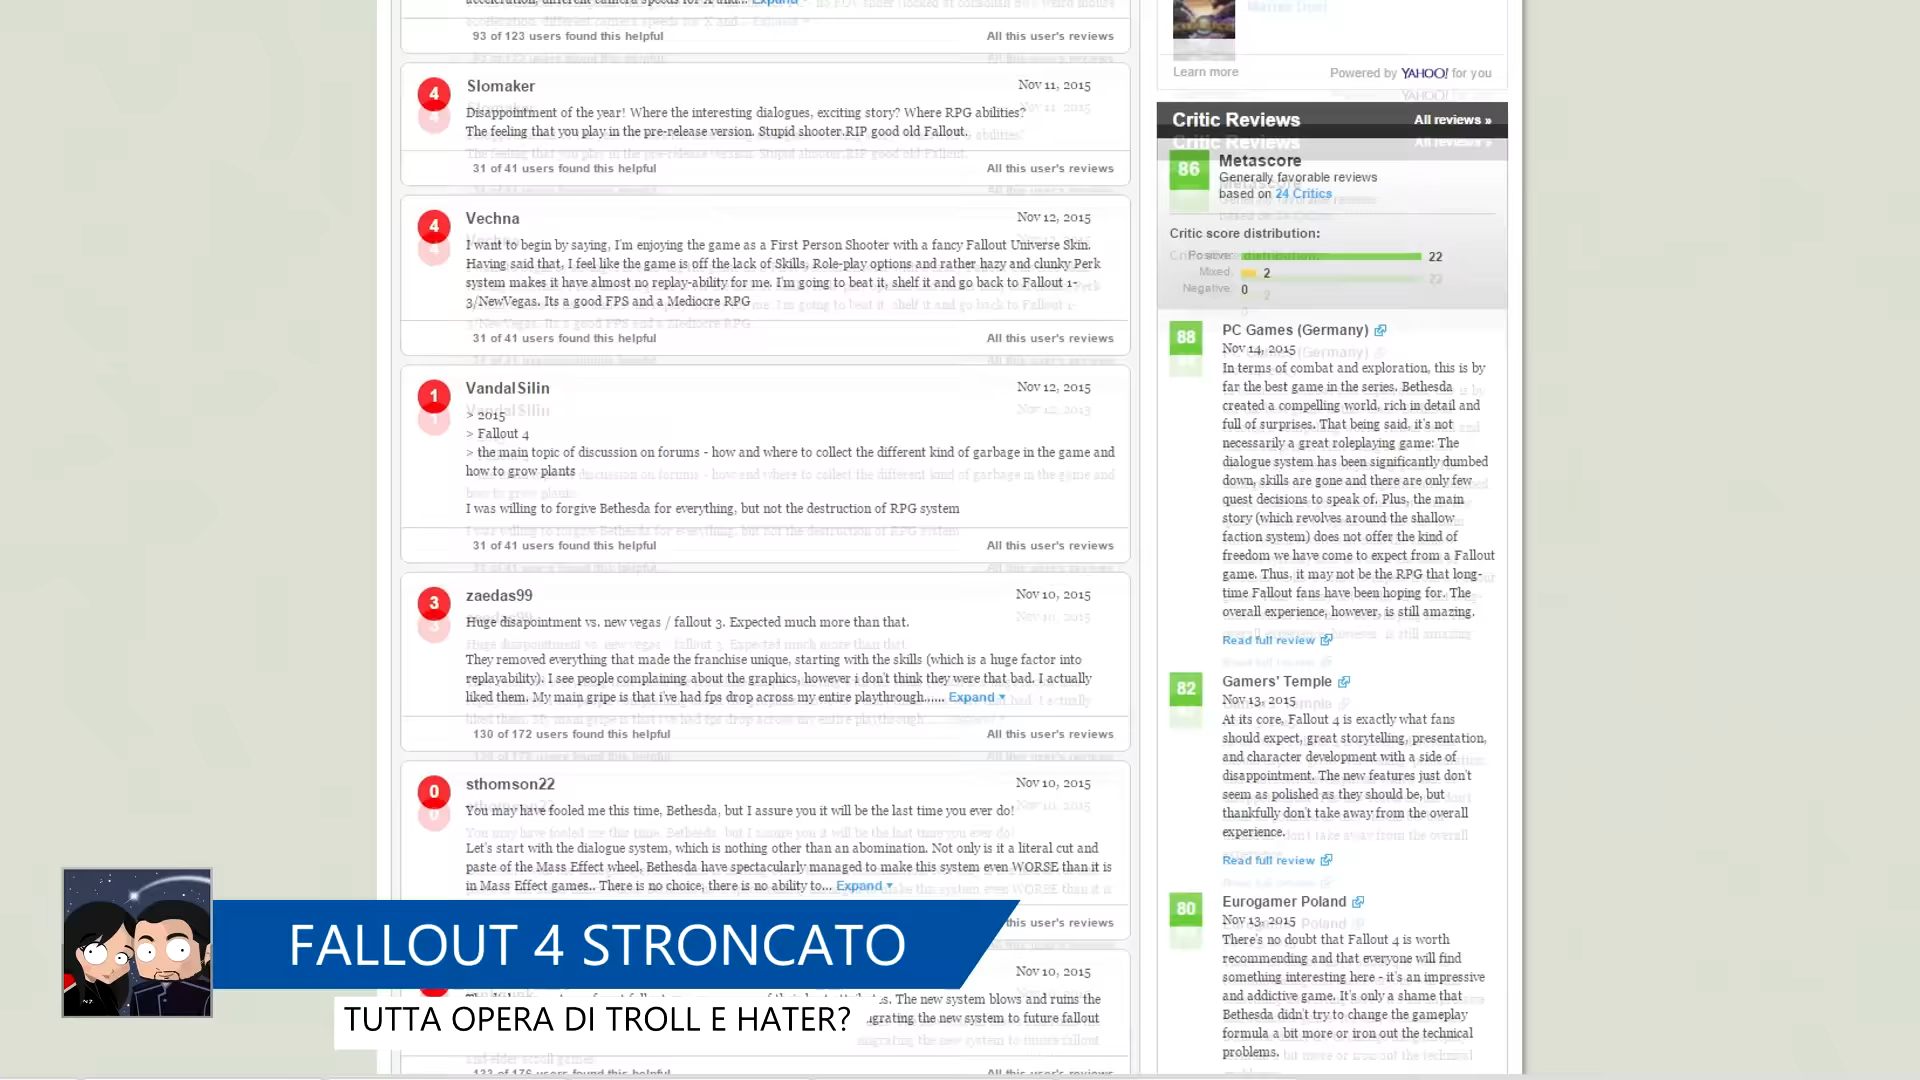 93 of 123 users found this helpful
All this user's reviews
4
Slomaker
Nov 11, 2015
Disappointment of the year! Where the interesting dialogues, exciting story? Where RPG abilities?
The feeling that you play in the pre-release version. Stupid shooter.RIP good old Fallout.
31 of 41 users found this helpful
All this user's reviews
4
Vechna
Nov 12, 2015
I want to begin by saying, I'm enjoying the game as a First Person Shooter with a fancy Fallout Universe Skin.
Having said that, I feel like the game is off the lack of Skills, Role-play options and rather hazy and clunky Perk
system makes it have almost no replay-ability for me. I'm going to beat it, shelf it and go back to Fallout 1-
3/NewVegas. Its a good FPS and a Mediocre RPG
31 of 41 users found this helpful
All this user's reviews
1
VandalSilin
Nov 12, 2015
> 2015
> Fallout 4
> the main topic of discussion on forums - how and where to collect the different kind of garbage in the game and
how to grow plants
I was willing to forgive Bethesda for everything, but not the destruction of RPG system
31 of 41 users found this helpful
All this user's reviews
3
zaedas99
Nov 10, 2015
Huge disappointment vs. new vegas / fallout 3. Expected much more than that.
They removed everything that made the franchise unique, starting with the skills (which is a huge factor into
replayability). I see people complaining about the graphics, however i don't think they were that bad. I actually
liked them. My main gripe is that i've had fps drop across my entire playthrough...... Expand
130 of 172 users found this helpful
All this user's reviews
0
sthomson22
Nov 10, 2015
You may have fooled me this time, Bethesda, but I assure you it will be the last time you ever do!
Let's start with the dialogue system, which is nothing other than an abomination. Not only is it a literal cut and
paste of the Mass Effect wheel, Bethesda have spectacularly managed to make this system even WORSE than it is
in Mass Effect games.. There is no choice, there is no ability to... Expand
this user's reviews
Nov 10, 2015
The new system blows and ruins the
new system to future fallout
Learn more
Powered by YAHOO! for you
Critic Reviews
All reviews »
86
Metascore
Generally favorable reviews
based on 24 Critics
Critic score distribution:
Positive: 22
Mixed: 2
Negative: 0
88
PC Games (Germany)
Nov 14, 2015
In terms of combat and exploration, this is by
far the best game in the series. Bethesda
created a compelling world, rich in detail and
full of surprises. That being said, it's not
necessarily a great roleplaying game: The
dialogue system has been significantly dumbed
down, skills are gone and there are only few
quest decisions to speak of. Plus, the main
story (which revolves around the shallow
faction system) does not offer the kind of
freedom we have come to expect from a Fallout
game. Thus, it may not be the RPG that long-
time Fallout fans have been hoping for. The
overall experience, however, is still amazing.
Read full review
82
Gamers' Temple
Nov 13, 2015
At its core, Fallout 4 is exactly what fans
should expect, great storytelling, presentation,
and character development with a side of
disappointment. The new features just don't
seem as polished as they should be, but
thankfully don't take away from the overall
experience.
Read full review
80
Eurogamer Poland
Nov 13, 2015
There's no doubt that Fallout 4 is worth
recommending and that everyone will find
something interesting here - it's an impressive
and addictive game. It's only a shame that
Bethesda didn't try to change the gameplay
formula a bit more or iron out the technical
problems.
FALLOUT 4 STRONCATO
TUTTA OPERA DI TROLL E HATER?